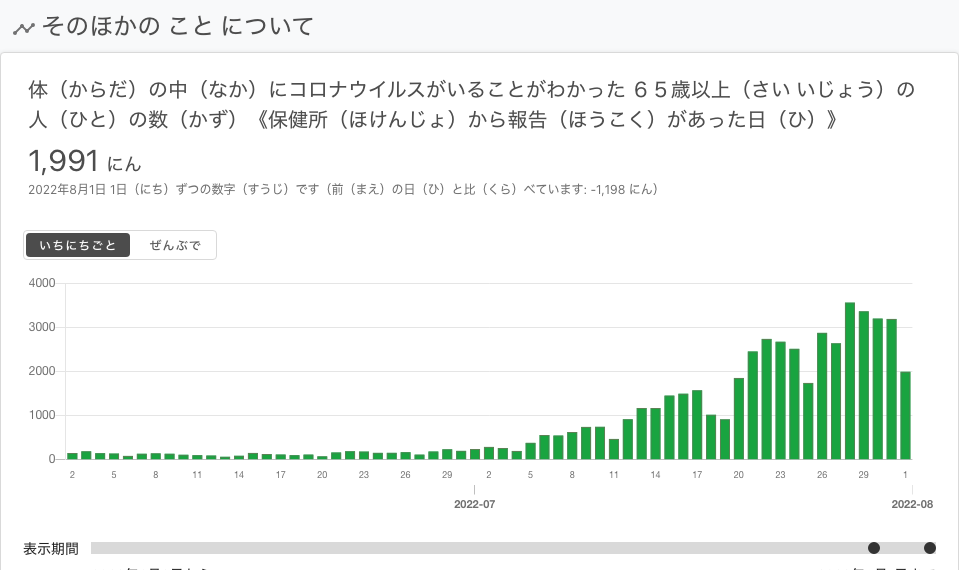 そのほかの こと について
体（からだ）の中（なか）にコロナウイルスがいることがわかった ６５歳以上（さい いじょう）の
人（ひと）の数（かず）《保健所（ほけんじょ）から報告（ほうこく）があった日（ひ）》
1,991 にん
2022年8月1日 1日（にち）ずつの数字（すうじ）です（前（まえ）の日（ひ）と比（くら）べています: -1,198 にん）
いちにちごと ぜんぶで
4000
3000
2000
1000
0
2 5 8 11 14 17 20 23 26 29 2 5 8 11 14 17 20 23 26 29 1
2022-07 2022-08
表示期間